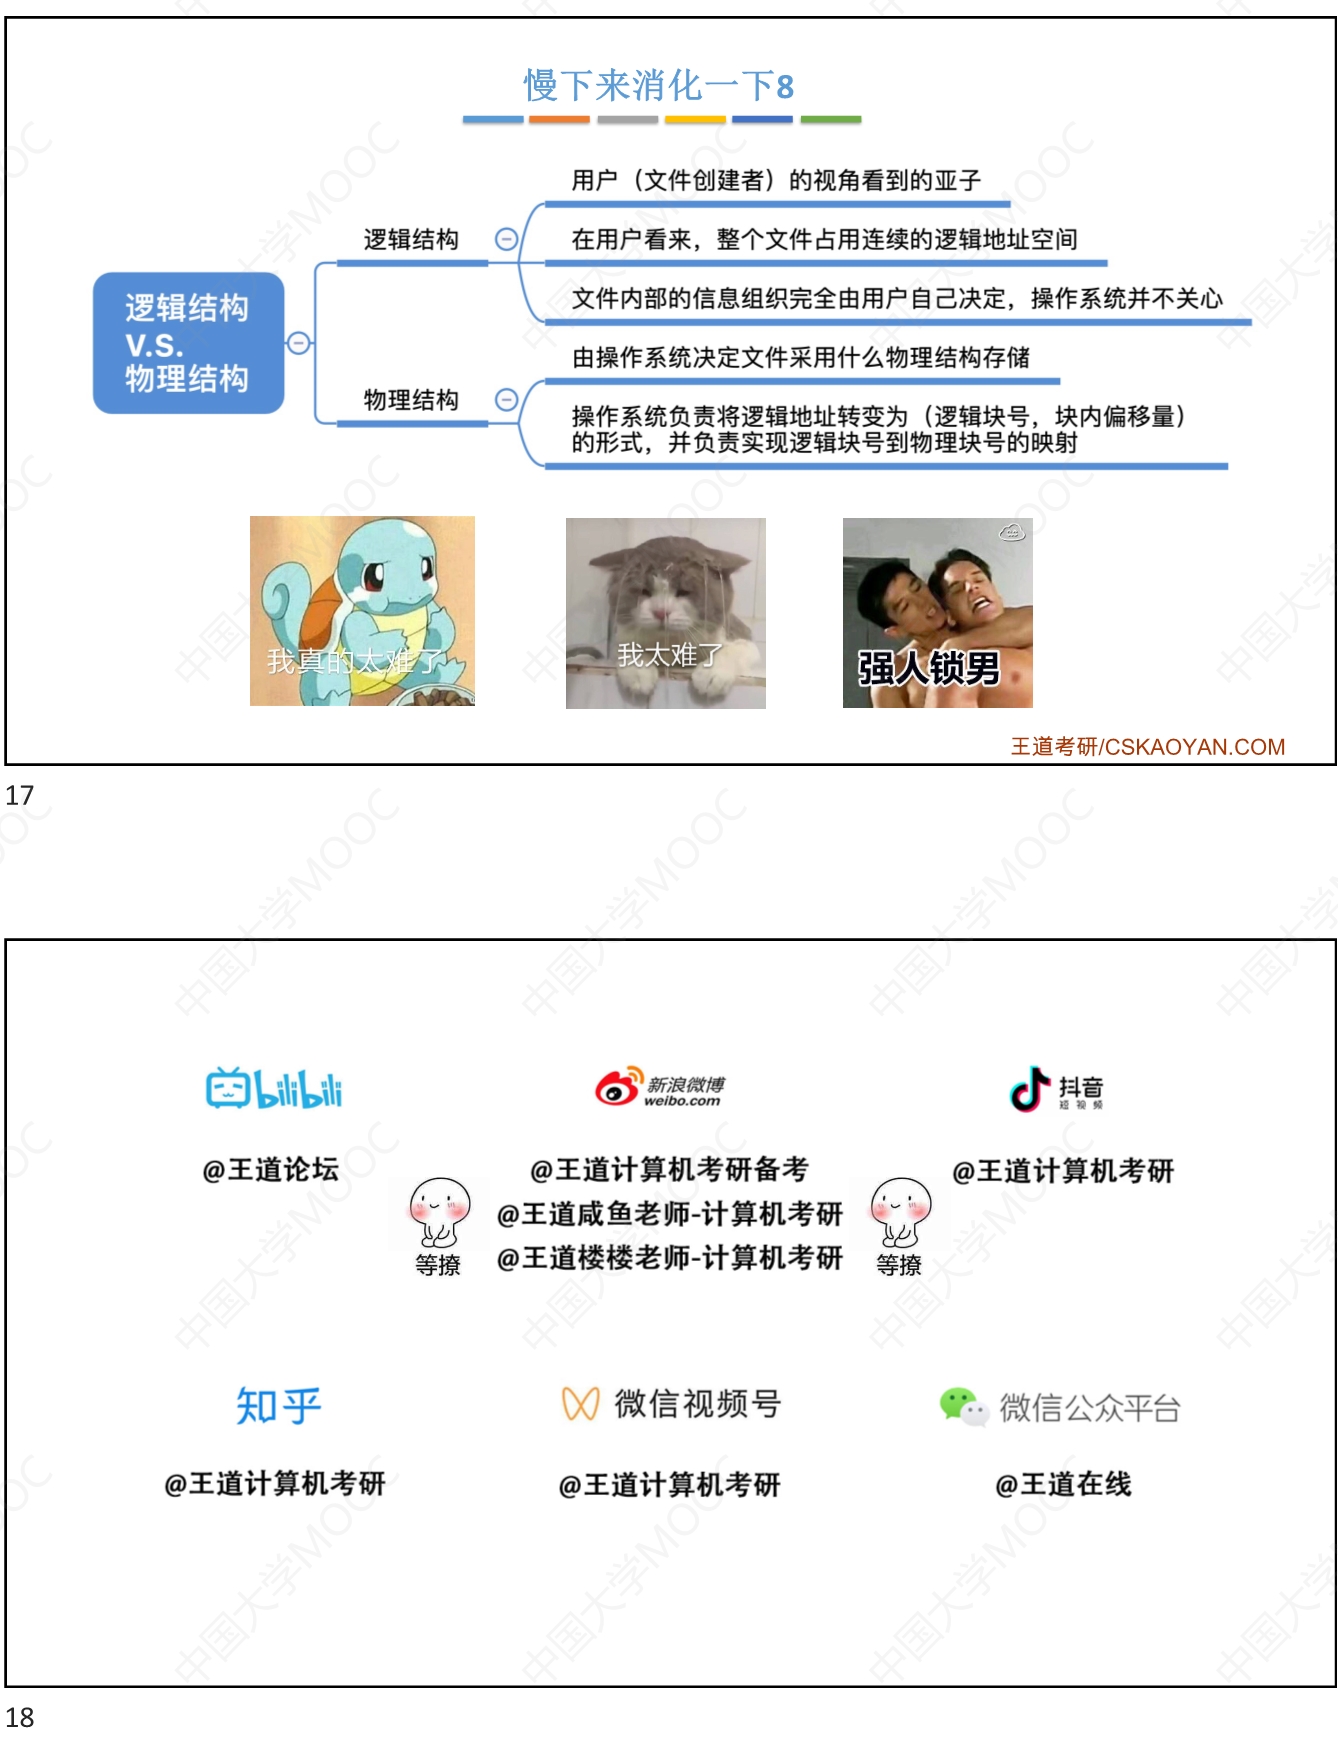 慢下来消化一下8
逻辑结构
V.S.
物理结构
逻辑结构
用户（文件创建者）的视角看到的亚子
在用户看来，整个文件占用连续的逻辑地址空间
文件内部的信息组织完全由用户自己决定，操作系统并不关心
物理结构
由操作系统决定文件采用什么物理结构存储
操作系统负责将逻辑地址转变为（逻辑块号，块内偏移量）
的形式，并负责实现逻辑块号到物理块号的映射
我真的太难了
我太难了
强人锁男
王道考研/CSKAOYAN.COM
17
bilibili
@王道论坛
新浪微博
weibo.com
@王道计算机考研备考
@王道咸鱼老师-计算机考研
@王道楼楼老师-计算机考研
等撩
等撩
抖音
短视频
@王道计算机考研
知乎
@王道计算机考研
微信视频号
@王道计算机考研
微信公众平台
@王道在线
18
中国大学MOOC